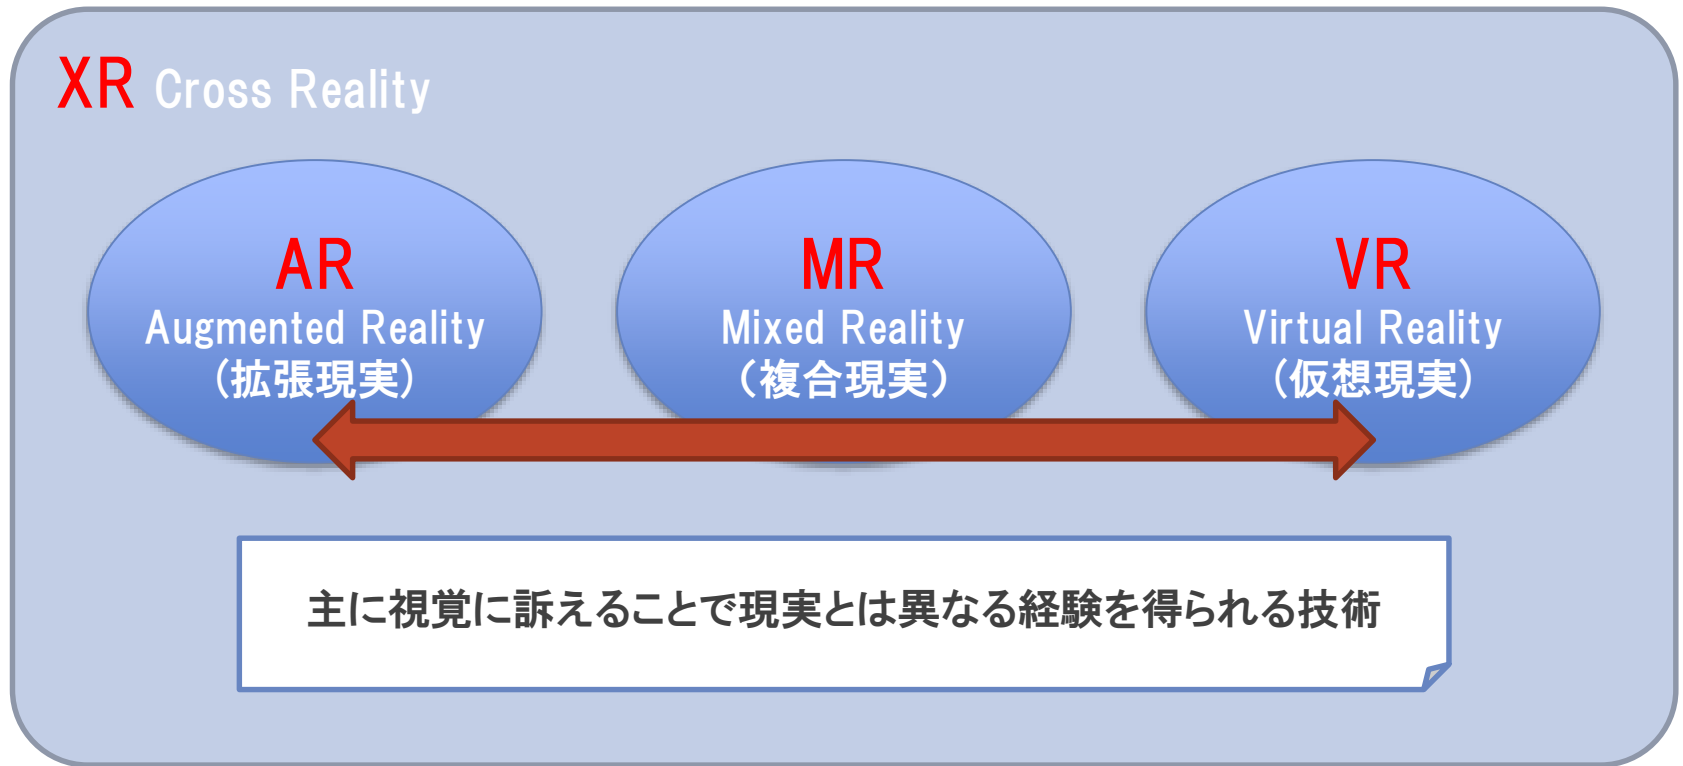 XR Cross Reality
AR
Augmented Reality
(拡張現実)
MR
Mixed Reality
（複合現実）
VR
Virtual Reality
(仮想現実)
主に視覚に訴えることで現実とは異なる経験を得られる技術